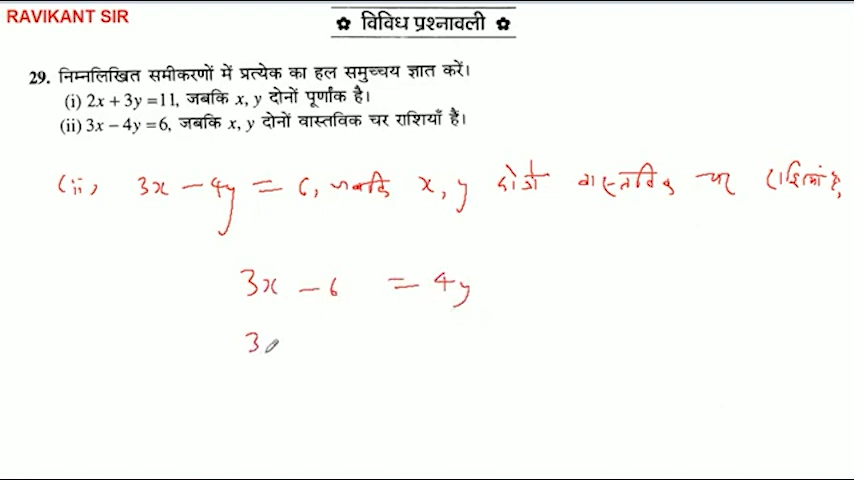 RAVIKANT SIR
✿ विविध प्रश्नावली ✿
29. निम्नलिखित समीकरणों में प्रत्येक का हल समुच्चय ज्ञात करें।
(i) 2x + 3y =11, जबकि x, y दोनों पूर्णांक है।
(ii) 3x – 4y =6, जबकि x, y दोनों वास्तविक चर राशियाँ हैं।
(ii) 3x – 4y = 6, जबकि x, y दोनों वास्तविक चर राशियां हैं
3x – 6 = 4y
3